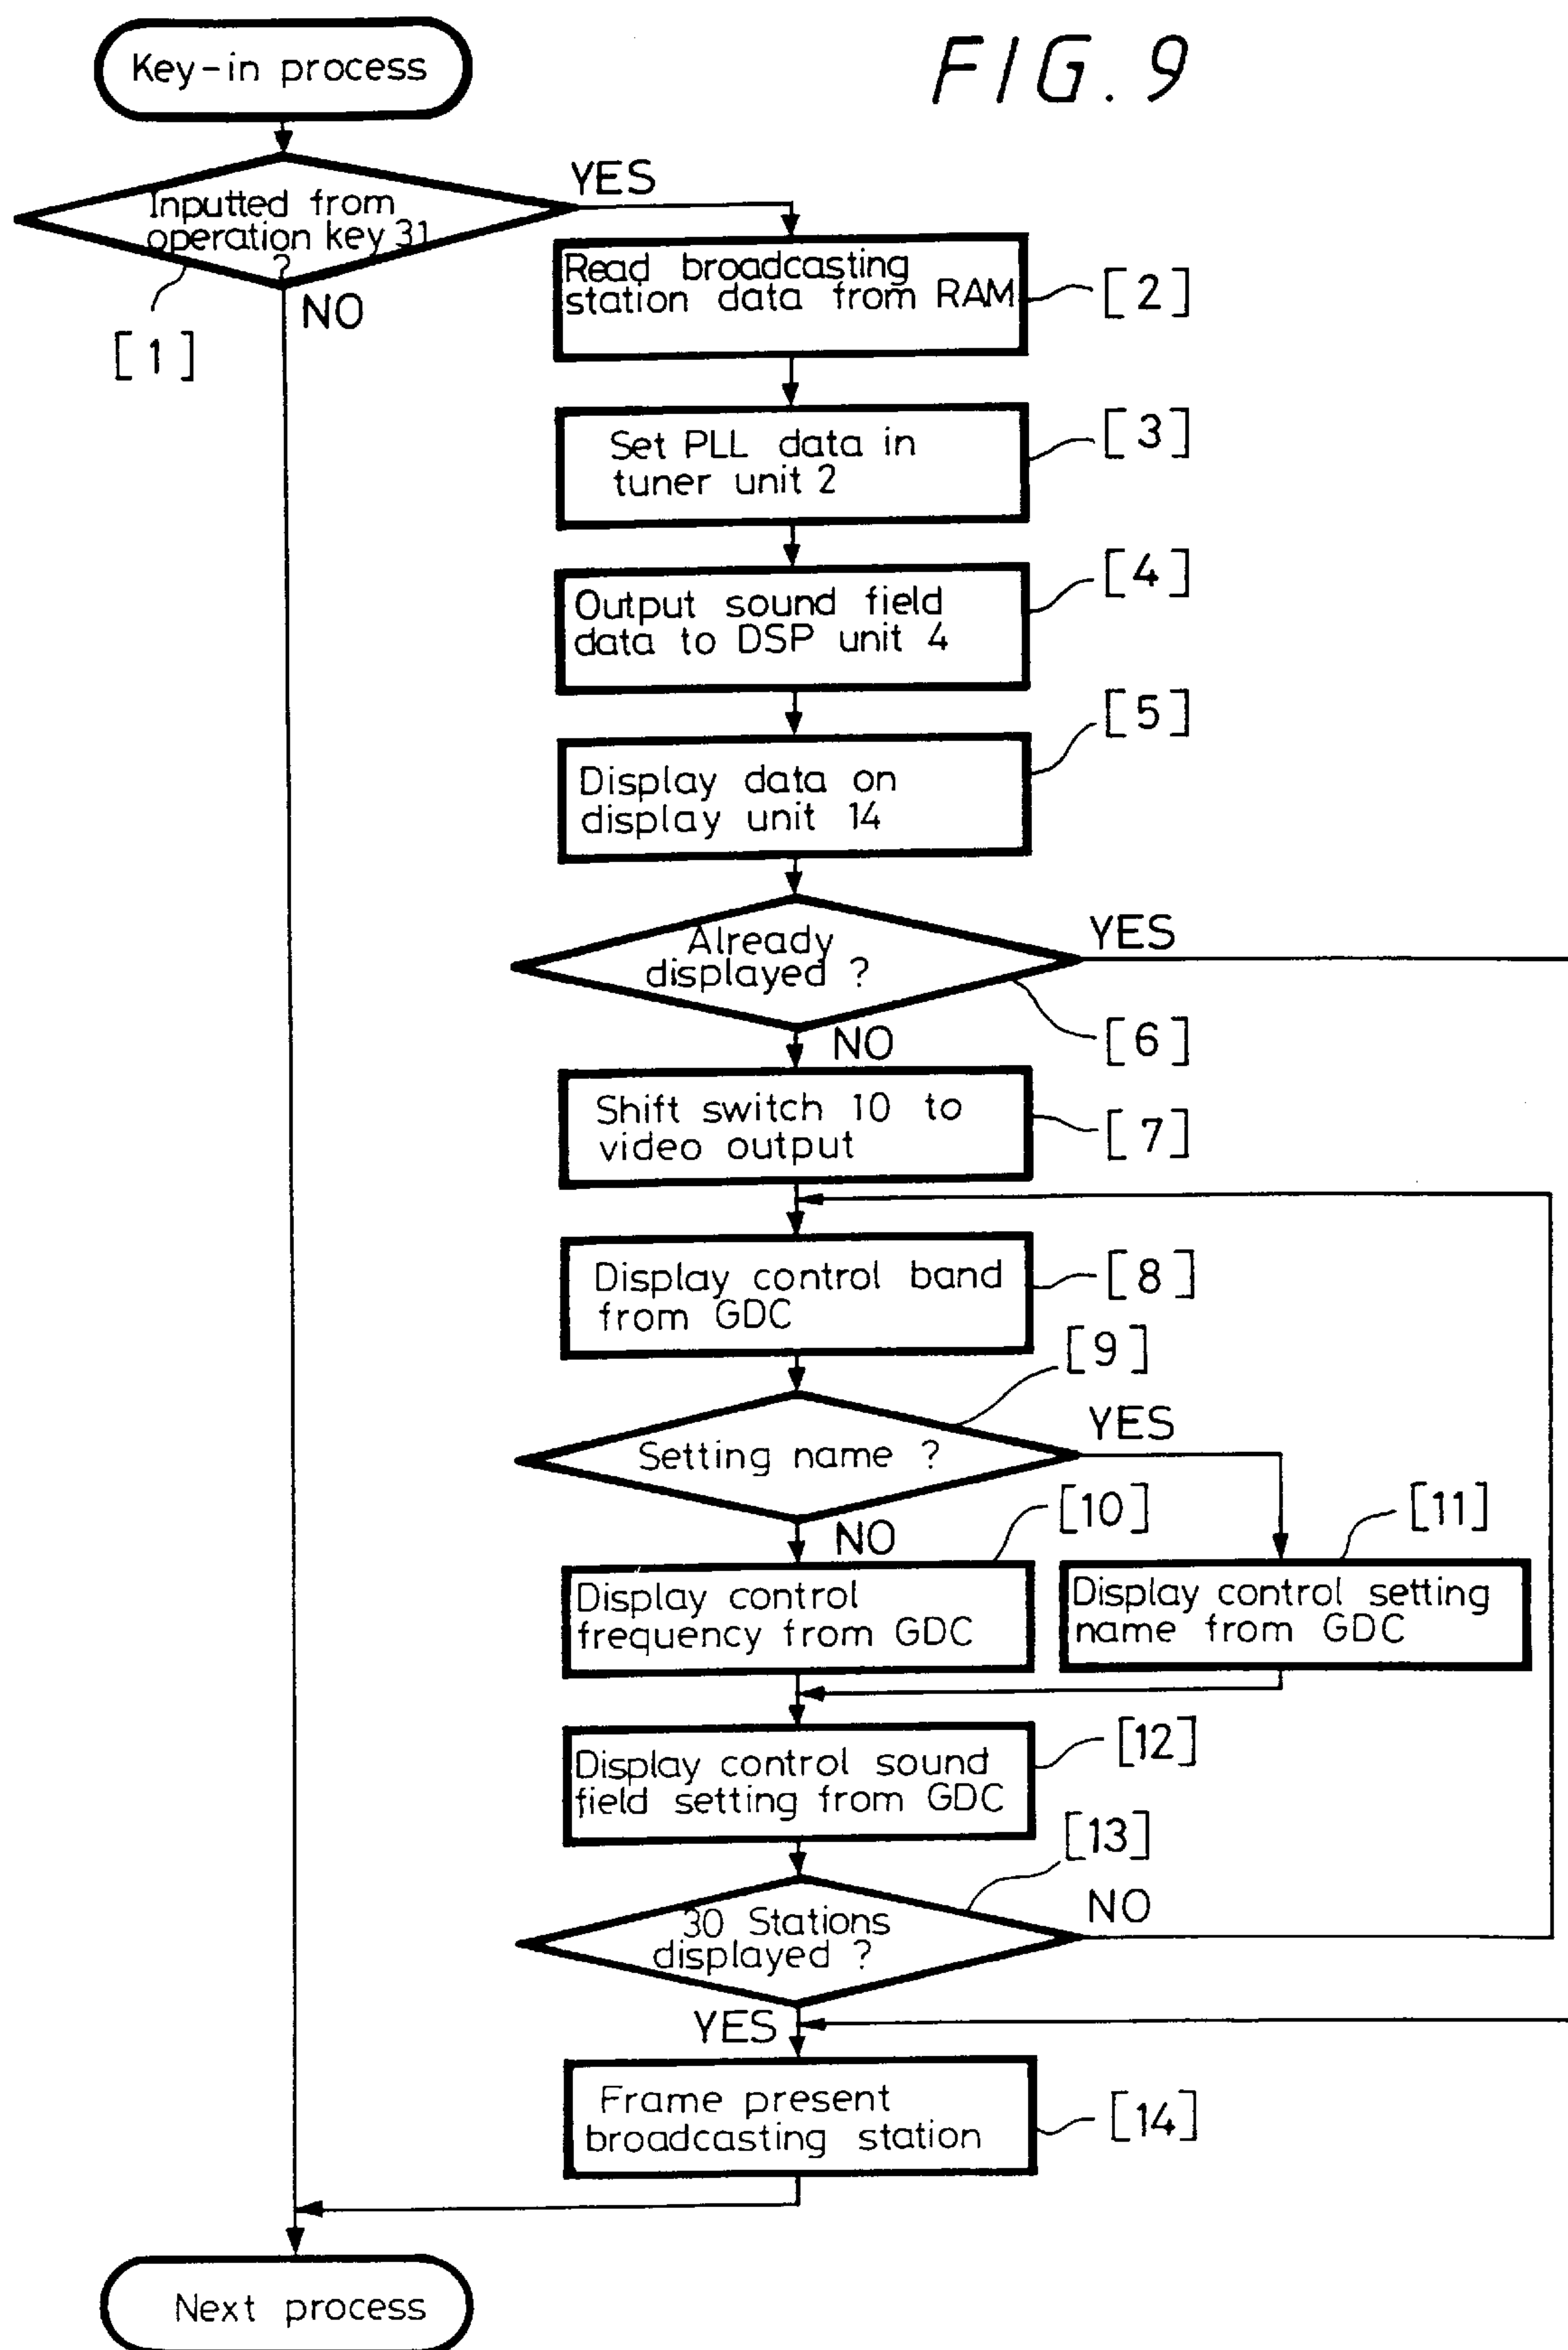 FIG. 9
Key-in process
Inputted from
operation key 31
?
YES
NO
[1]
Read broadcasting
station data from RAM
[2]
Set PLL data in
tuner unit 2
[3]
Output sound field
data to DSP unit 4
[4]
Display data on
display unit 14
[5]
Already
displayed ?
YES
NO
[6]
Shift switch 10 to
video output
[7]
Display control band
from GDC
[8]
[9]
Setting name ?
YES
NO
[10]
Display control
frequency from GDC
[11]
Display control setting
name from GDC
Display control sound
field setting from GDC
[12]
[13]
30 Stations
displayed ?
NO
YES
Frame present
broadcasting station
[14]
Next process